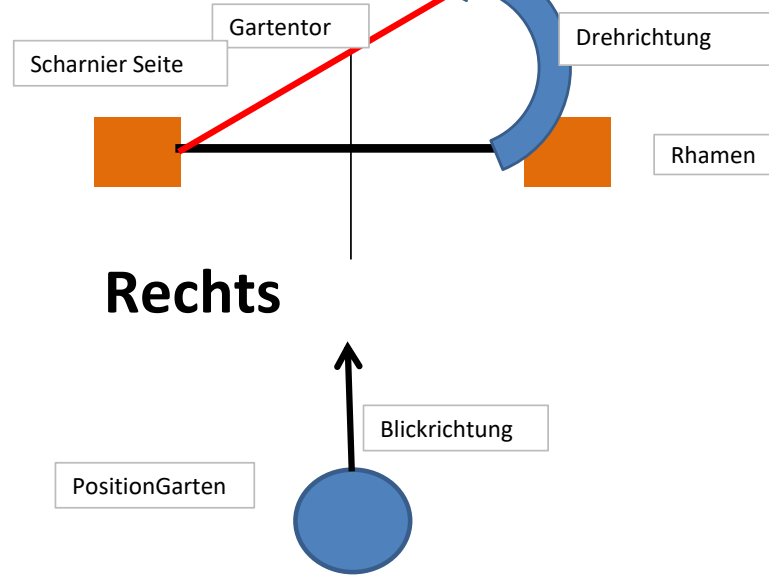 Gartentor
Drehrichtung
Scharnier Seite
Rhamen
Rechts
Blickrichtung
PositionGarten